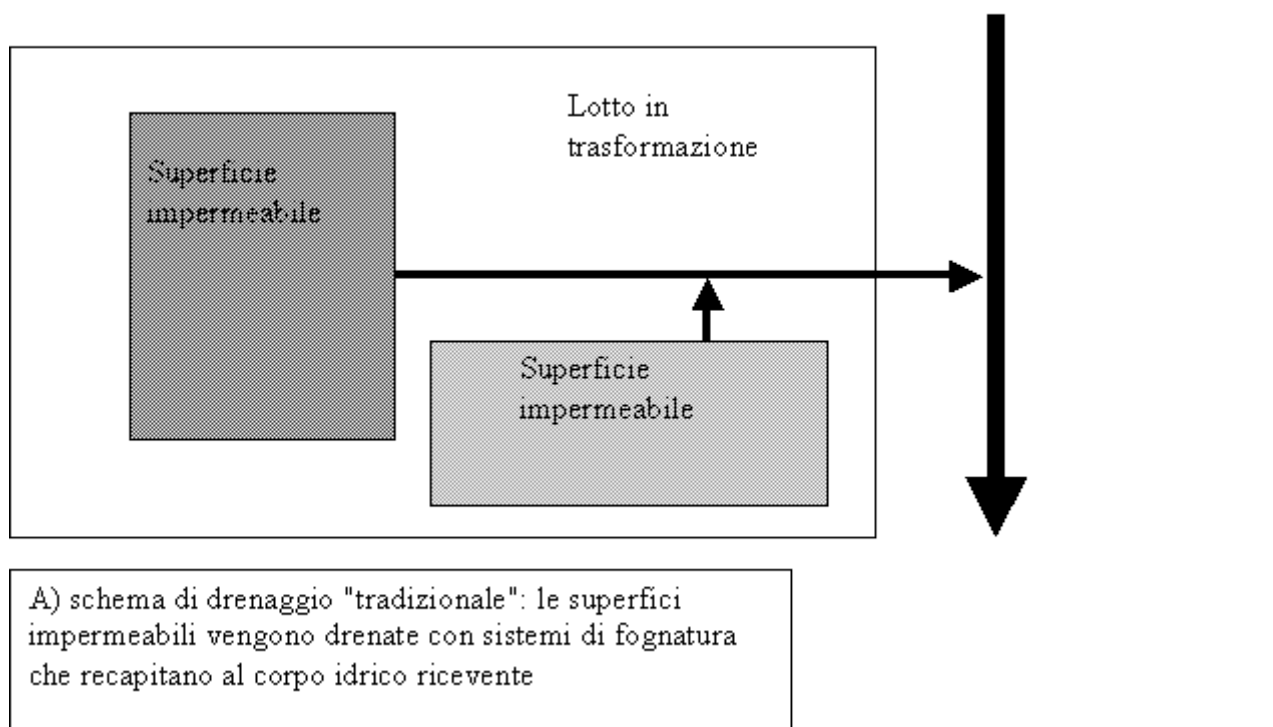 Lotto in
trasformazione
Superficie
impermeabile
Superficie
impermeabile
A) schema di drenaggio "tradizionale": le superfici
impermeabili vengono drenate con sistemi di fognatura
che recapitano al corpo idrico ricevente